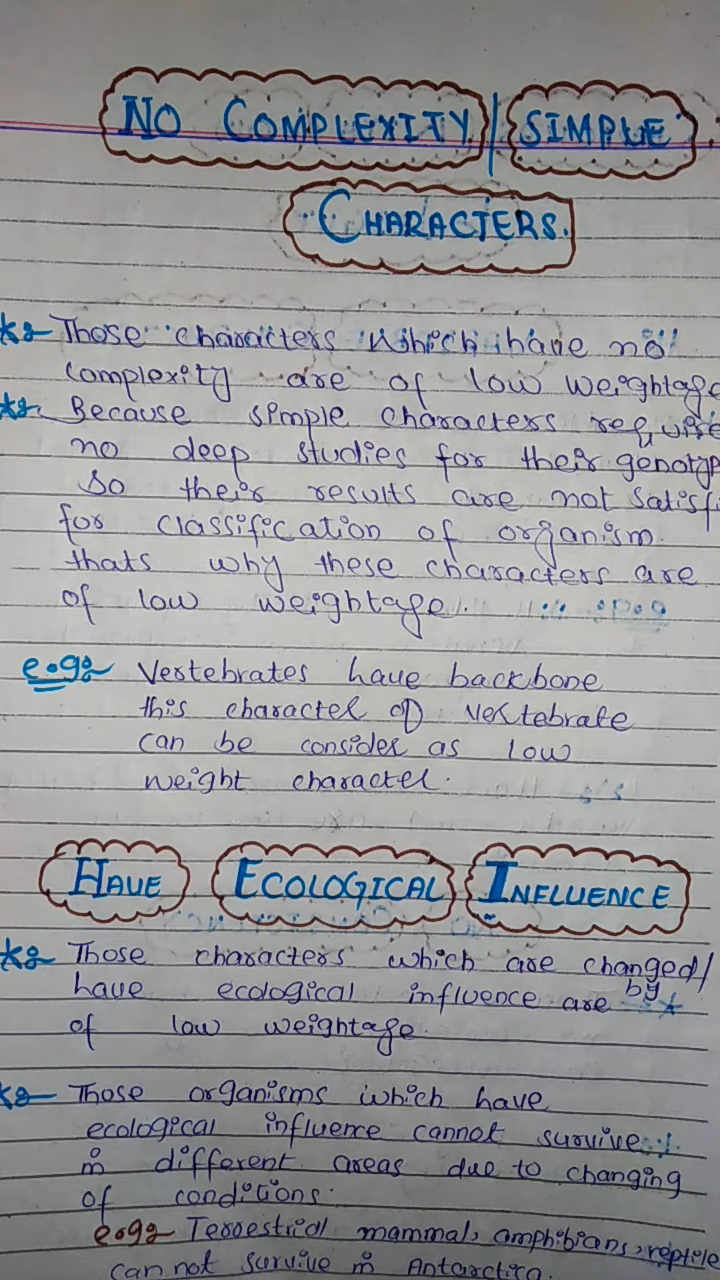 NO COMPLEXITY / SIMPLE
CHARACTERS.
*:- Those characters which have no
complexity are of low weightage
*:- Because simple characters require
no deep studies for their genotyp
So their results are not satisf
for classification of organism
thats why these characters are
of low weightage.
e.g:- Vertebrates have backbone
this character of vertebrate
can be consider as low
weight character.
HAVE ECOLOGICAL INFLUENCE
*:- Those characters which are changed/
have ecological influence are by
of low weightage.
*:- Those organisms which have
ecological influence cannot survive
in different areas due to changing
of conditions.
e.g:- Terrestrial mammal, amphibians, reptile
can not survive in Antarctica.